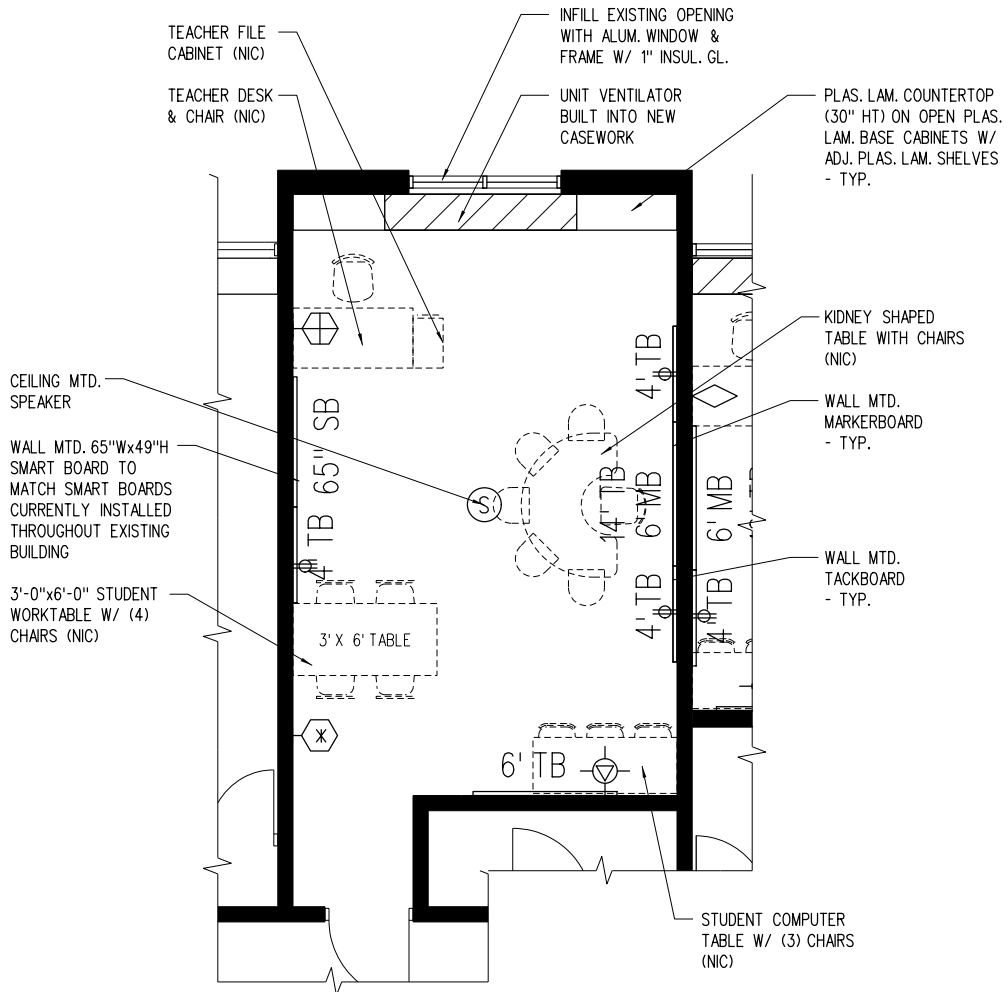 INFILL EXISTING OPENING
WITH ALUM. WINDOW &
FRAME W/ 1" INSUL. GL.
TEACHER FILE
CABINET (NIC)
TEACHER DESK
& CHAIR (NIC)
UNIT VENTILATOR
BUILT INTO NEW
CASEWORK
PLAS. LAM. COUNTERTOP
(30" HT) ON OPEN PLAS.
LAM. BASE CABINETS W/
ADJ. PLAS. LAM. SHELVES
- TYP.
KIDNEY SHAPED
TABLE WITH CHAIRS
(NIC)
CEILING MTD.
SPEAKER
WALL MTD.
MARKERBOARD
- TYP.
WALL MTD. 65"Wx49"H
SMART BOARD TO
MATCH SMART BOARDS
CURRENTLY INSTALLED
THROUGHOUT EXISTING
BUILDING
WALL MTD.
TACKBOARD
- TYP.
3'-0"x6'-0" STUDENT
WORKTABLE W/ (4)
CHAIRS (NIC)
4' TB
65" SB
4' TB
S
14' TB
6' MB
4' TB
6' MB
4' TB
3' X 6' TABLE
6' TB
STUDENT COMPUTER
TABLE W/ (3) CHAIRS
(NIC)